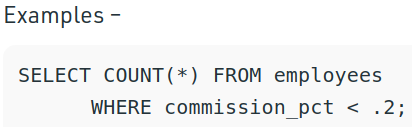 Examples –
SELECT COUNT(*) FROM employees
WHERE commission_pct < .2;